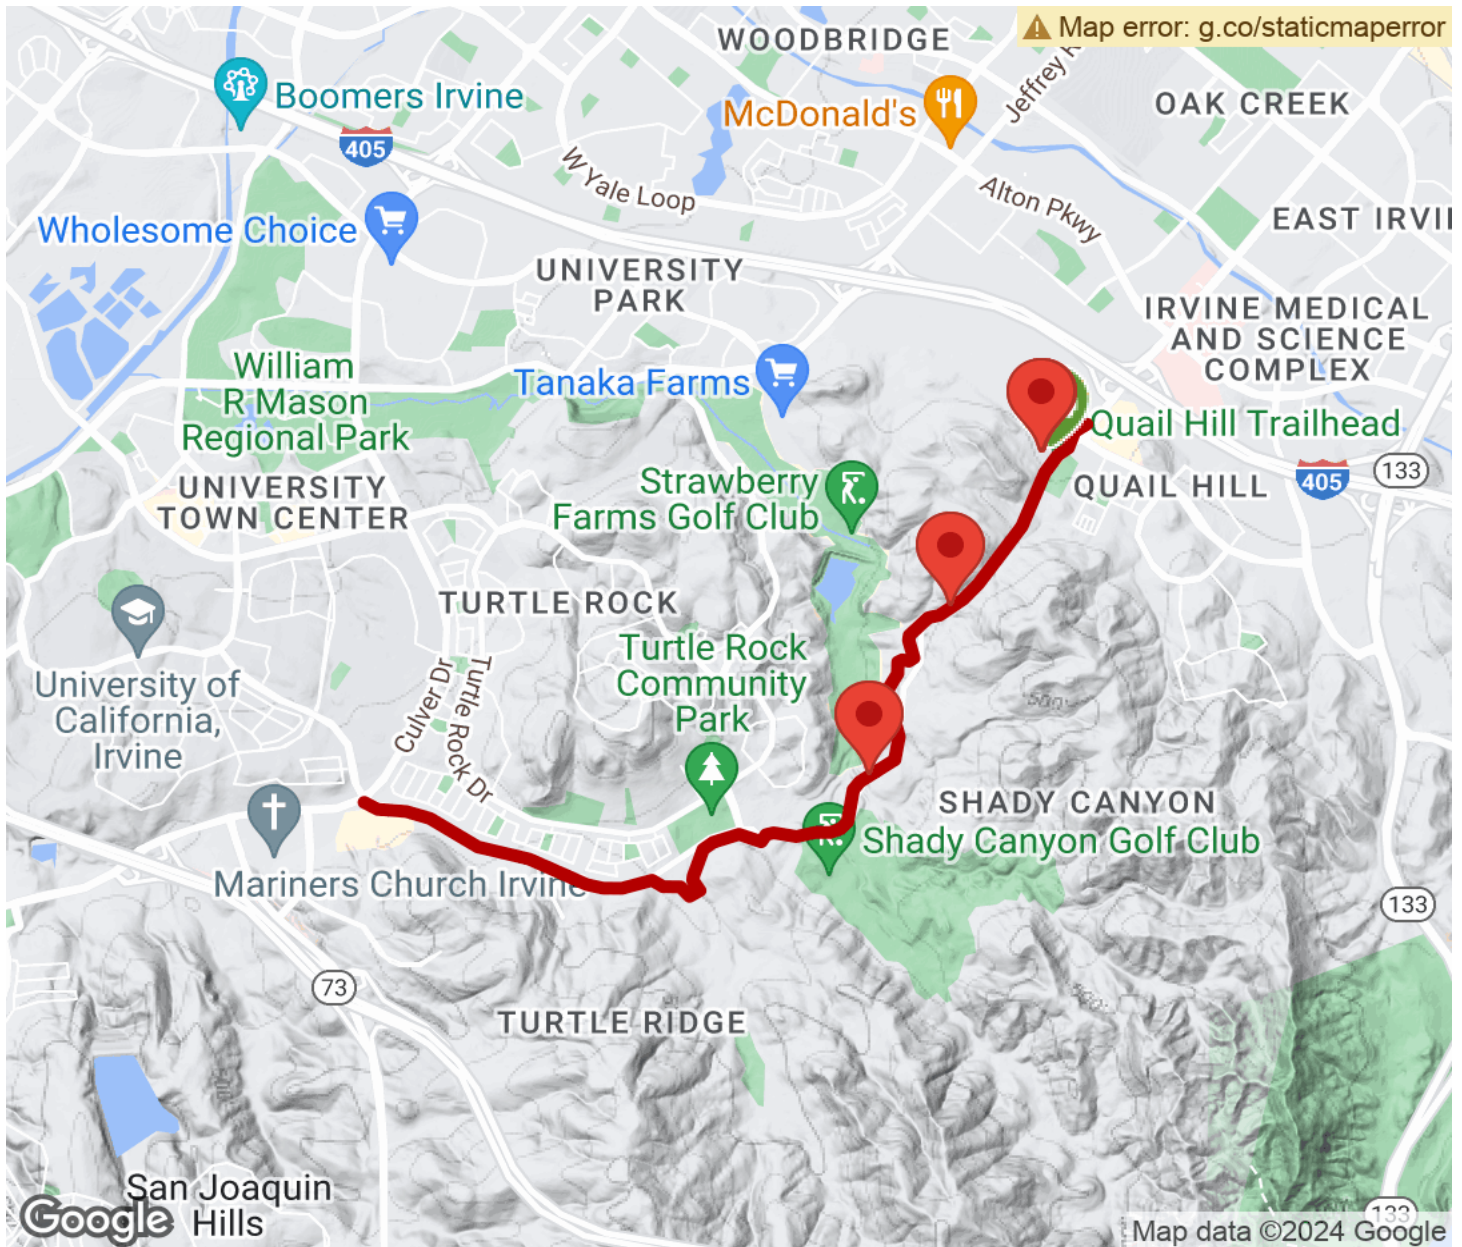 Map error: g.co/staticmaperror
WOODBRIDGE
Jeffrey
Boomers Irvine
McDonald's
OAK CREEK
405
W Yale Loop
Alton Pkwy
Wholesome Choice
EAST
UNIVERSITY
PARK
IRVINE MEDICAL
AND SCIENCE
COMPLEX
William
R Mason
Regional Park
Tanaka Farms
Quail Hill Trailhead
Strawberry
Farms Golf Club
QUAIL HILL
405
133
UNIVERSITY
TOWN CENTER
TURTLE ROCK
Turtle Rock
Community
Park
Culver Dr
Turtle Rock Dr
University of
California,
Irvine
500
SHADY CANYON
Shady Canyon Golf Club
Mariners Church Irvine
133
73
TURTLE RIDGE
San Joaquin
Hills
133
Google
Map data ©2024 Google